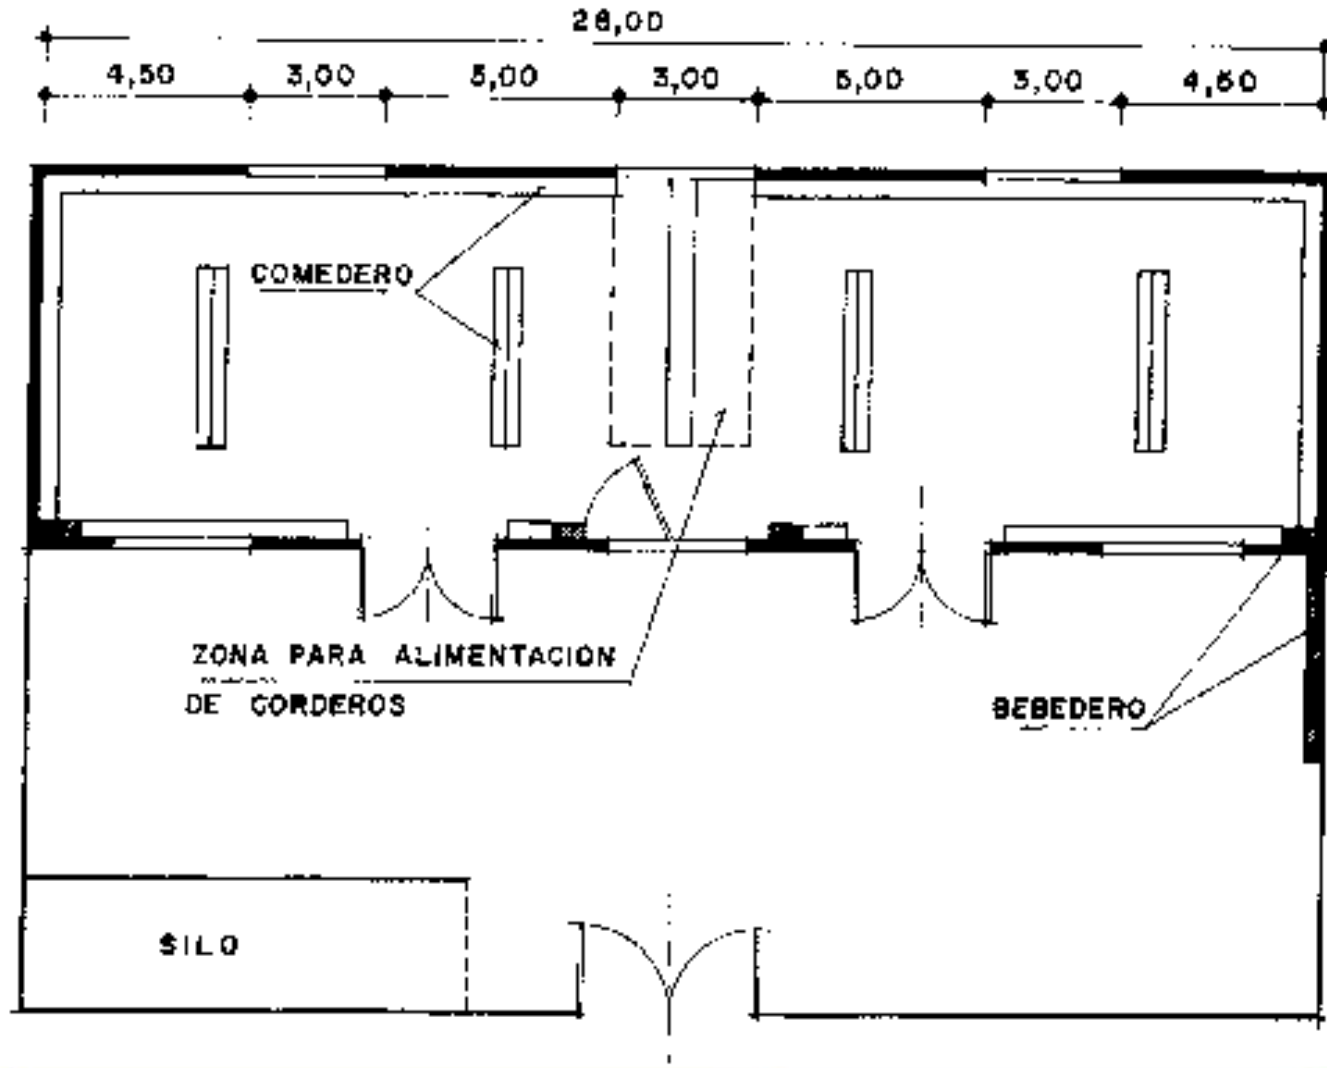 28,00
4,50 3,00 5,00 3,00 5,00 3,00 4,50
COMEDERO
ZONA PARA ALIMENTACION
DE CORDEROS
BEBEDERO
SILO